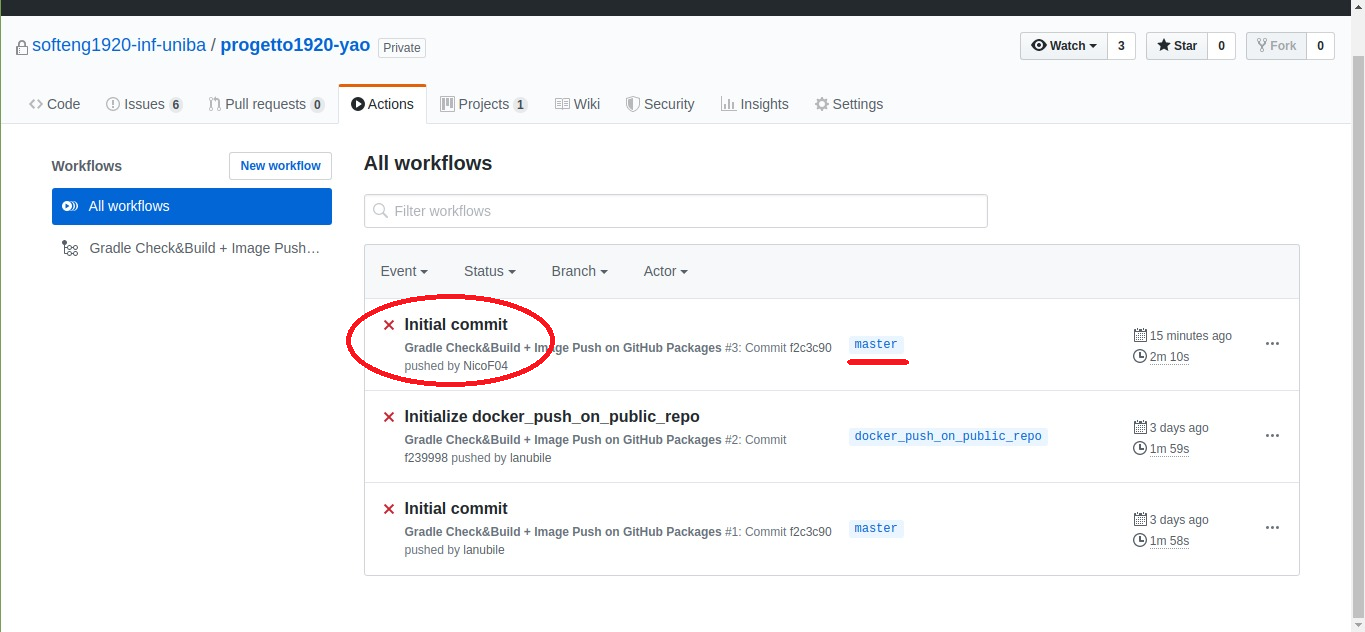 softeng1920-inf-uniba / progetto1920-yao Private
Watch 3 Star 0 Fork 0
Code Issues 6 Pull requests 0 Actions Projects 1 Wiki Security Insights Settings
Workflows New workflow
All workflows
Gradle Check&Build + Image Push…
All workflows
Filter workflows
Event Status Branch Actor
Initial commit
Gradle Check&Build + Image Push on GitHub Packages #3: Commit f2c3c90
pushed by NicoF04
master
15 minutes ago
2m 10s
Initialize docker_push_on_public_repo
Gradle Check&Build + Image Push on GitHub Packages #2: Commit
f239998 pushed by lanubile
docker_push_on_public_repo
3 days ago
1m 59s
Initial commit
Gradle Check&Build + Image Push on GitHub Packages #1: Commit f2c3c90
pushed by lanubile
master
3 days ago
1m 58s